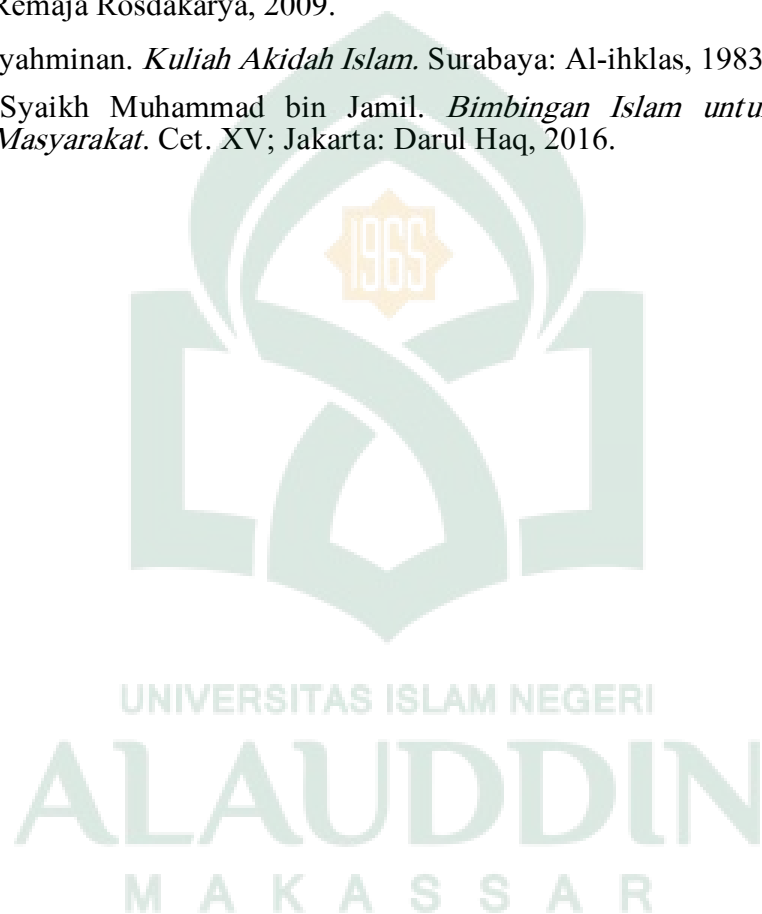 Remaja Rosdakarya, 2009.
yahminan. Kuliah Akidah Islam. Surabaya: Al-ihklas, 1983
Syaikh Muhammad bin Jamil. Bimbingan Islam untu
Masyarakat. Cet. XV; Jakarta: Darul Haq, 2016.
1965
UNIVERSITAS ISLAM NEGERI
ALAUDDIN
MAKASSAR